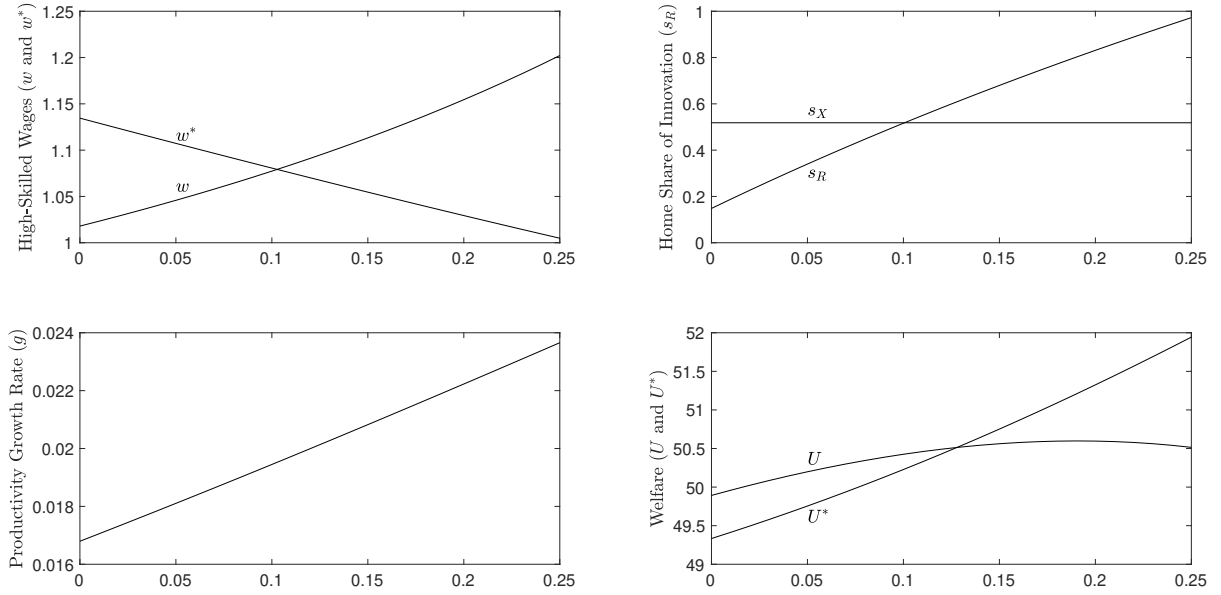 High-Skilled Wages (w and w*)
1.25
1.2
1.15
1.1
1.05
1
w*
w
0 0.05 0.1 0.15 0.2 0.25
Home Share of Innovation (s_R)
1
0.8
0.6
0.4
0.2
0
s_X
s_R
0 0.05 0.1 0.15 0.2 0.25
Productivity Growth Rate (g)
0.024
0.022
0.02
0.018
0.016
0 0.05 0.1 0.15 0.2 0.25
Welfare (U and U*)
52
51.5
51
50.5
50
49.5
49
U
U*
0 0.05 0.1 0.15 0.2 0.25